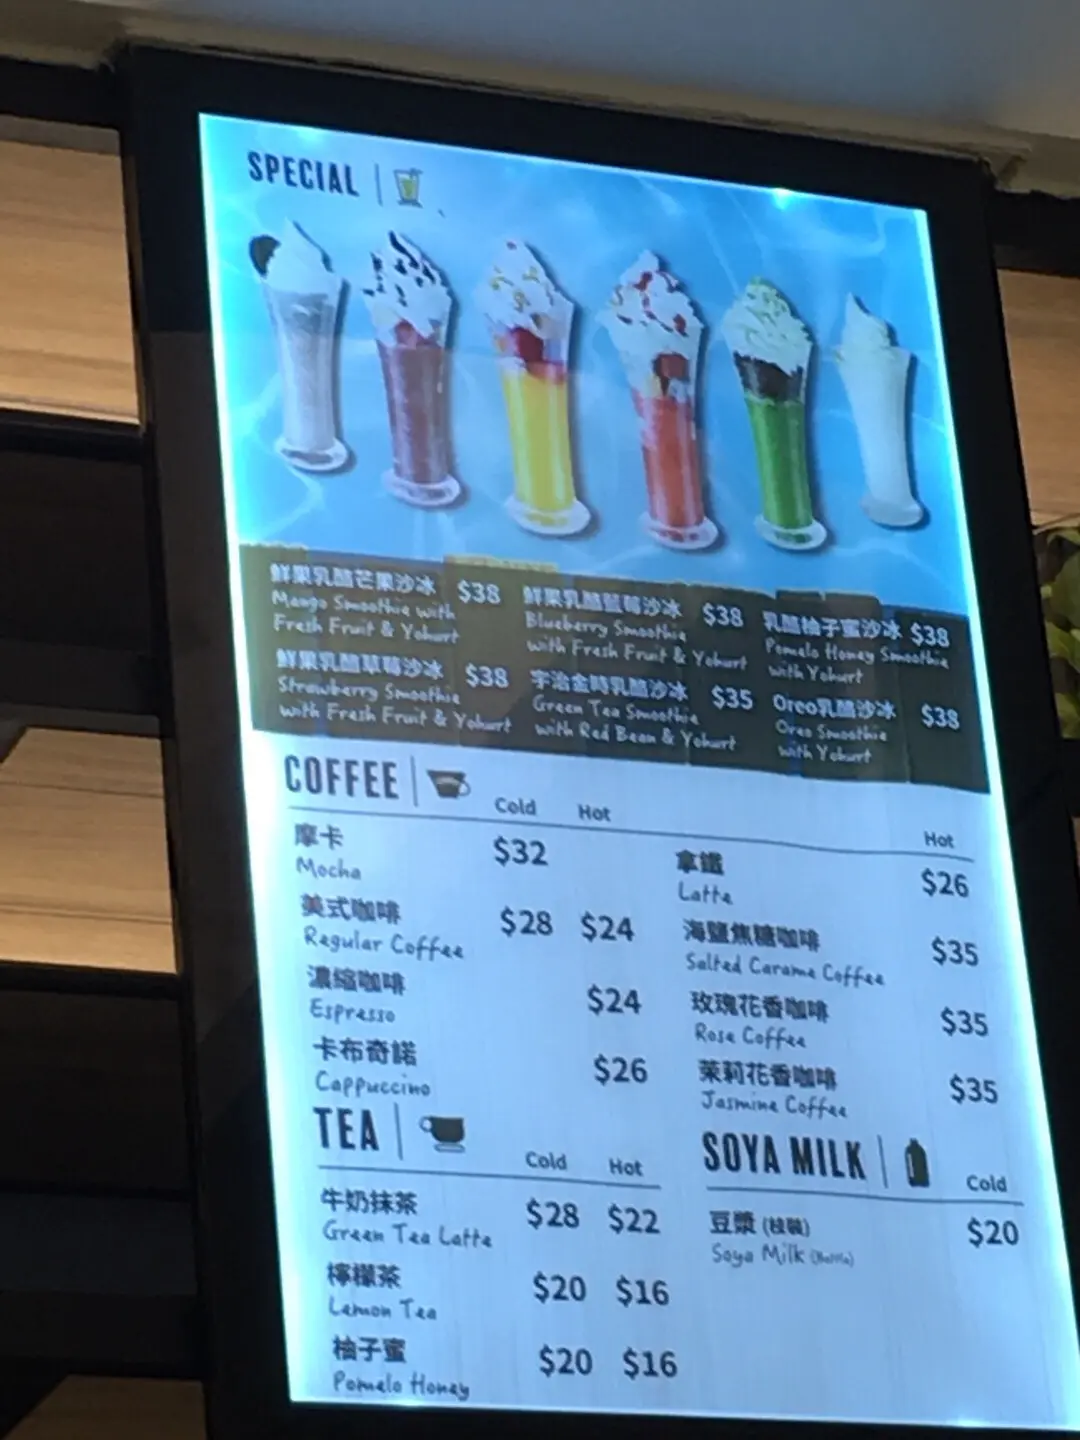 SPECIAL
鮮果乳酪芒果沙冰 $38
Mango Smoothie with
Fresh Fruit & Yohurt
鮮果乳酪藍莓沙冰 $38
Blueberry Smoothie
with Fresh Fruit & Yohurt
乳酪柚子蜜沙冰 $38
Pomelo Honey Smoothie
with Yohurt
鮮果乳酪草莓沙冰 $38
Strawberry Smoothie
with Fresh Fruit & Yohurt
宇治金時乳酪沙冰 $35
Green Tea Smoothie
with Red Bean & Yohurt
Oreo乳酪沙冰 $38
Oreo Smoothie
with Yohurt
COFFEE
Cold Hot
摩卡 $32
Mocha
美式咖啡 $28 $24
Regular Coffee
濃縮咖啡 $24
Espresso
卡布奇諾 $26
Cappuccino
Hot
拿鐵 $26
Latte
海鹽焦糖咖啡 $35
Salted Carame Coffee
玫瑰花香咖啡 $35
Rose Coffee
茉莉花香咖啡 $35
Jasmine Coffee
TEA
Cold Hot
牛奶抹茶 $28 $22
Green Tea Latte
檸檬茶 $20 $16
Lemon Tea
柚子蜜 $20 $16
Pomelo Honey
SOYA MILK
Cold
豆漿 (枝裝) $20
Soya Milk (Bottle)